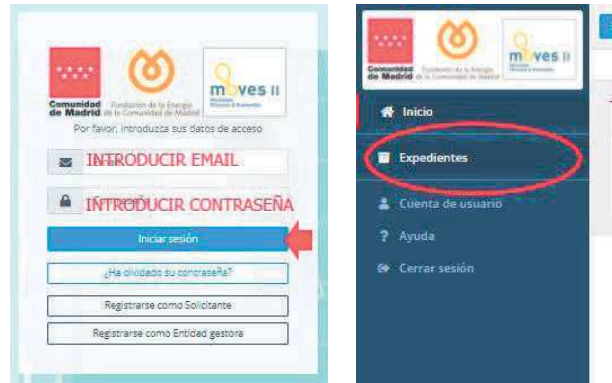 Comunidad
de Madrid
Fundación de la Energía
de la Comunidad de Madrid
moves II
Por favor, introduzca sus datos de acceso
INTRODUCIR EMAIL
INTRODUCIR CONTRASEÑA
Iniciar sesión
¿Ha olvidado su contraseña?
Registrarse como Solicitante
Registrarse como Entidad gestora
Comunidad
de Madrid
Fundación de la Energía
de la Comunidad de Madrid
moves II
Inicio
Expedientes
Cuenta de usuario
Ayuda
Cerrar sesión